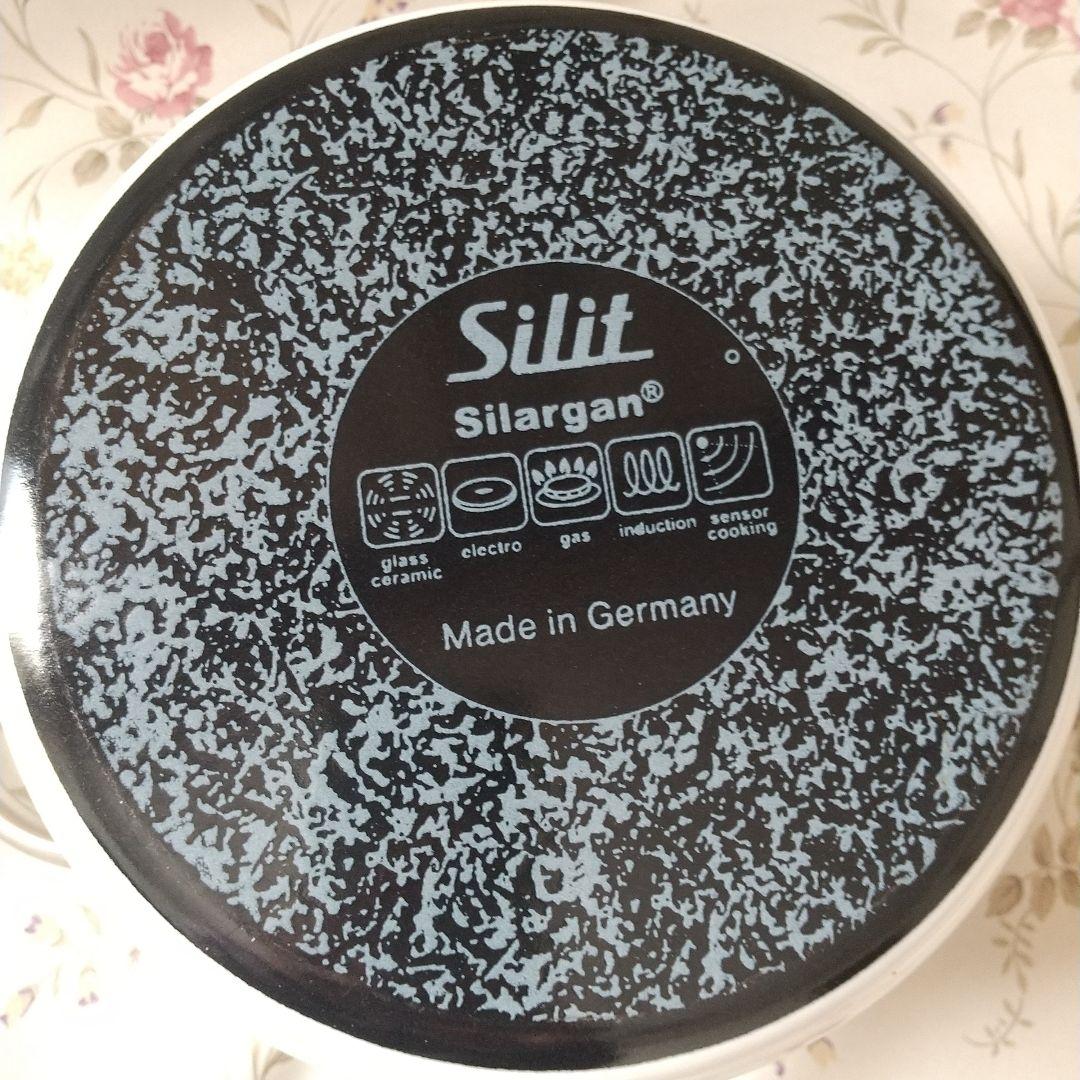 Silit
Silargan®
glass ceramic
electro
gas
induction
sensor cooking
Made in Germany